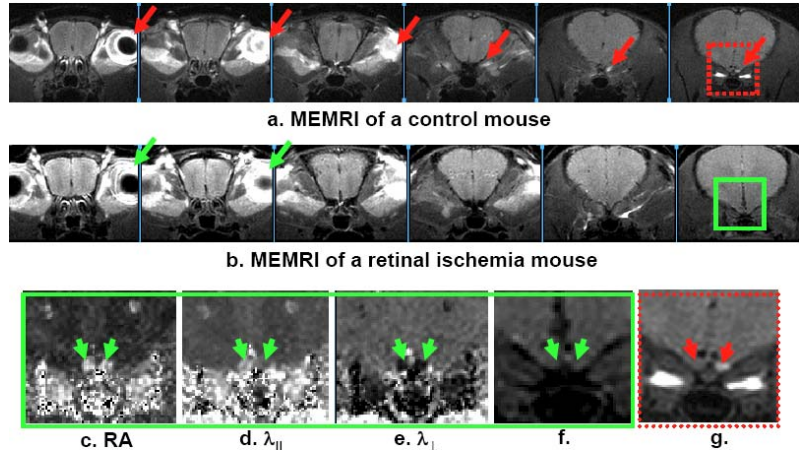 a. MEMRI of a control mouse
b. MEMRI of a retinal ischemia mouse
c. RA d. λ|| e. λ⊥ f. g.